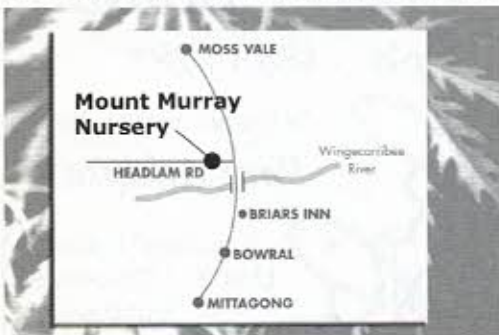 MOSS VALE
Mount Murray
Nursery
HEADLAM RD
Wingecarribee
River
BRIARS INN
BOWRAL
MITTAGONG